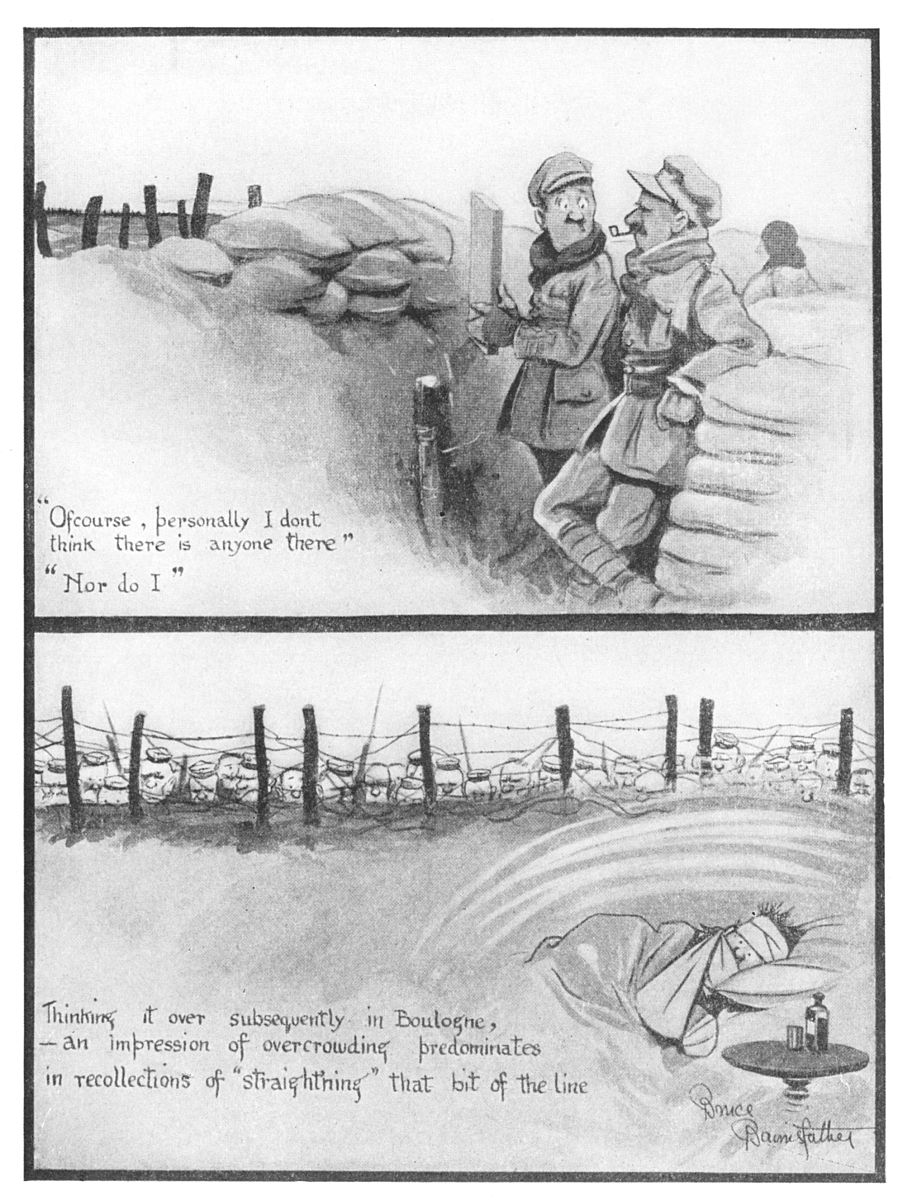 "Ofcourse, personally I dont
think there is anyone there"
"Nor do I"
Thinking it over subsequently in Boulogne,
—an impression of overcrowding predominates
in recollections of "straightning" that bit of the line
Bruce
Bairnsfather